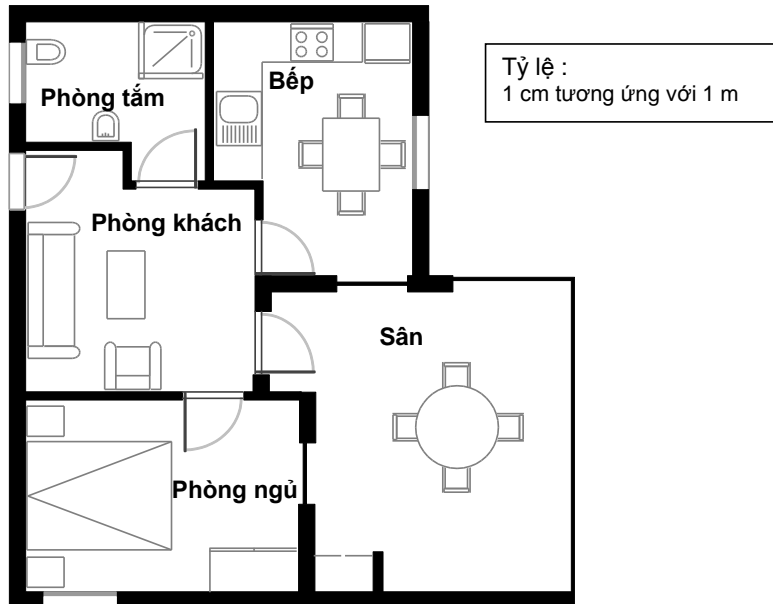 Tỷ lệ :
1 cm tương ứng với 1 m
Phòng tắm
Bếp
Phòng khách
Sân
Phòng ngủ